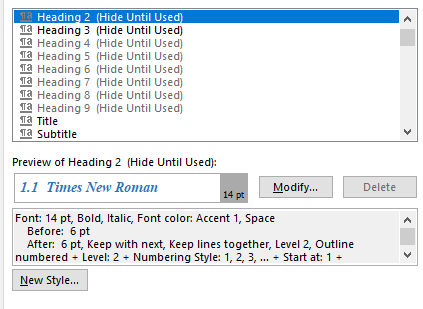 ¶a Heading 2 (Hide Until Used)
¶a Heading 3 (Hide Until Used)
¶a Heading 4 (Hide Until Used)
¶a Heading 5 (Hide Until Used)
¶a Heading 6 (Hide Until Used)
¶a Heading 7 (Hide Until Used)
¶a Heading 8 (Hide Until Used)
¶a Heading 9 (Hide Until Used)
¶a Title
¶a Subtitle
Preview of Heading 2 (Hide Until Used):
1.1 Times New Roman
14 pt
Modify...
Delete
Font: 14 pt, Bold, Italic, Font color: Accent 1, Space
Before: 6 pt
After: 6 pt, Keep with next, Keep lines together, Level 2, Outline
numbered + Level: 2 + Numbering Style: 1, 2, 3, ... + Start at: 1 +
New Style...